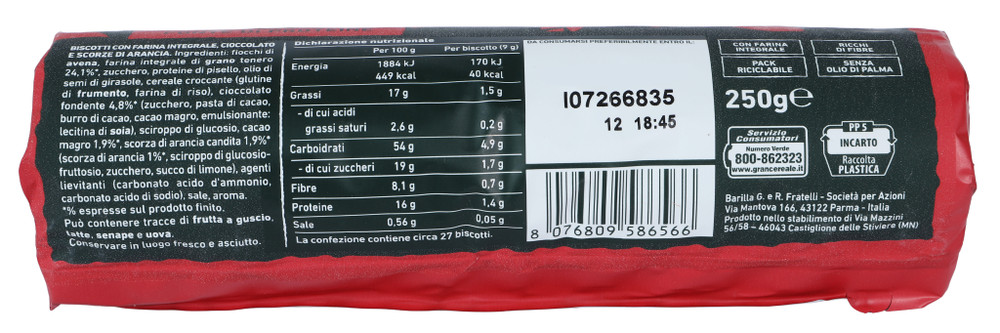 BISCOTTI CON FARINA INTEGRALE, CIOCCOLATO
E SCORZE DI ARANCIA. Ingredienti: fiocchi di
avena, farina integrale di grano tenero
24,1%*, zucchero, proteine di pisello, olio di
semi di girasole, cereale croccante (glutine
di frumento, farina di riso), cioccolato
fondente 4,8%* (zucchero, pasta di cacao,
burro di cacao, cacao magro, emulsionante:
lecitina di soia), sciroppo di glucosio, cacao
magro 1,9%*, scorza di arancia candita 1,9%*
(scorza di arancia 1%*, sciroppo di glucosio-
fruttosio, zucchero, succo di limone), agenti
lievitanti (carbonato acido d'ammonio,
carbonato acido di sodio), sale, aroma.
*% espresse sul prodotto finito.
Può contenere tracce di frutta a guscio,
latte, senape e uova.
Conservare in luogo fresco e asciutto.
Dichiarazione nutrizionale
Per 100 g Per biscotto (9 g)
Energia 1884 kJ 170 kJ
449 kcal 40 kcal
Grassi 17 g 1,5 g
- di cui acidi
grassi saturi 2,6 g 0,2 g
Carboidrati 54 g 4,9 g
- di cui zuccheri 19 g 1,7 g
Fibre 8,1 g 0,7 g
Proteine 16 g 1,4 g
Sale 0,56 g 0,05 g
La confezione contiene circa 27 biscotti.
DA CONSUMARSI PREFERIBILMENTE ENTRO IL:
I07266835
12 18:45
8 076809 586566
CON FARINA
INTEGRALE
RICCHI
DI FIBRE
PACK
RICICLABILE
SENZA
OLIO DI PALMA
250g℮
Servizio
Consumatori
Numero Verde
800-862323
www.grancereale.it
PP 5
INCARTO
Raccolta
PLASTICA
Barilla G. e R. Fratelli - Società per Azioni
Via Mantova 166, 43122 Parma - Italia
Prodotto nello stabilimento di Via Mazzini
56/58 - 46043 Castiglione delle Stiviere (MN)